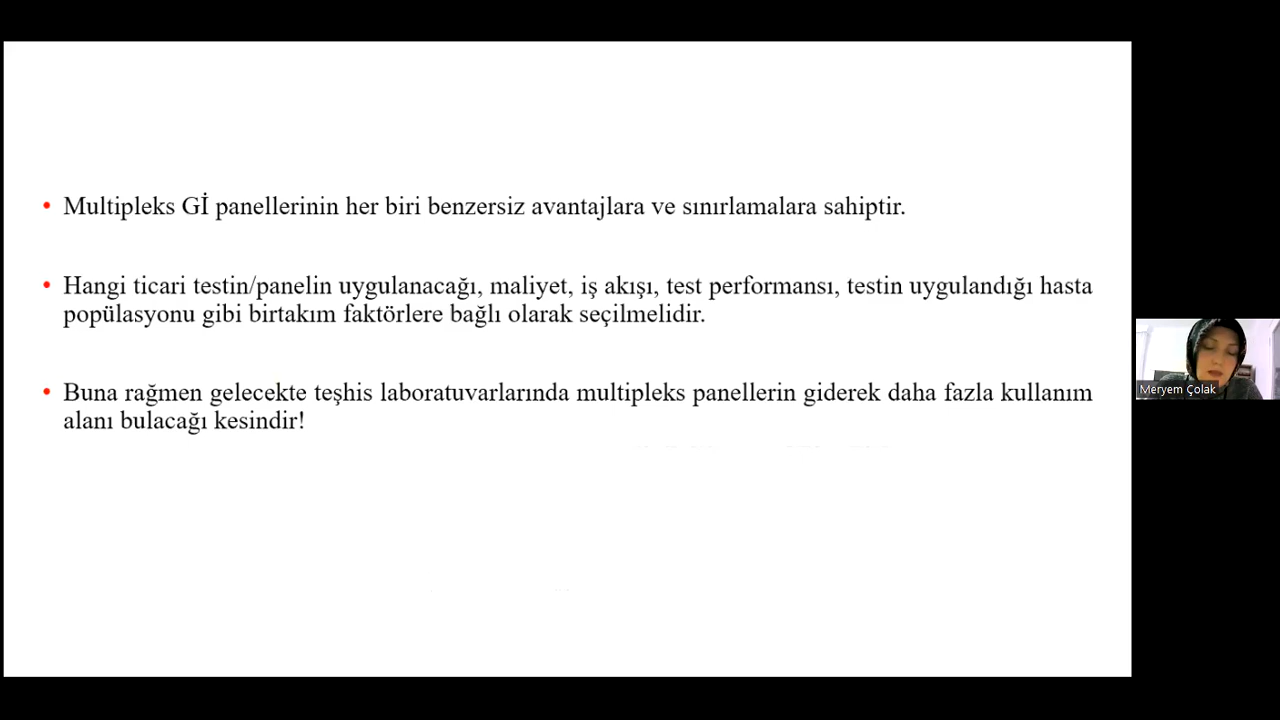 • Multipleks Gİ panellerinin her biri benzersiz avantajlara ve sınırlamalara sahiptir.
• Hangi ticari testin/panelin uygulanacağı, maliyet, iş akışı, test performansı, testin uygulandığı hasta
popülasyonu gibi birtakım faktörlere bağlı olarak seçilmelidir.
• Buna rağmen gelecekte teşhis laboratuvarlarında multipleks panellerin giderek daha fazla kullanım
alanı bulacağı kesindir!
Meryem Çolak